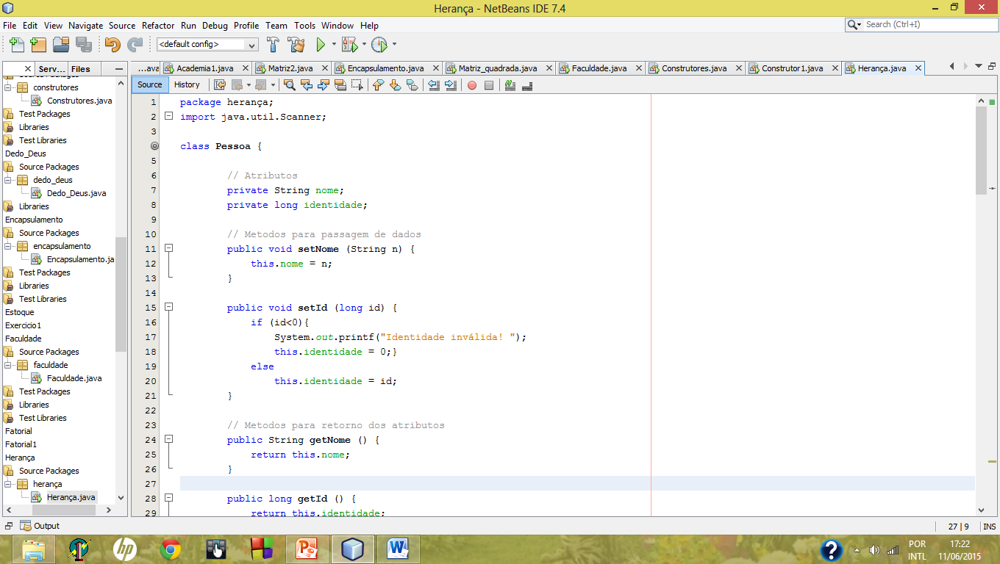 Herança - NetBeans IDE 7.4
File Edit View Navigate Source Refactor Run Debug Profile Team Tools Window Help
Search (Ctrl+I)
<default config>
Serv... Files
...ava Academia1.java Matriz2.java Encapsulamento.java Matriz_quadrada.java Faculdade.java Construtores.java Construtor1.java Herança.java
Source History
construtores
Construtores.java
Test Packages
Libraries
Test Libraries
Dedo_Deus
Source Packages
dedo_deus
Dedo_Deus.java
Libraries
Encapsulamento
Source Packages
encapsulamento
Encapsulamento.ja
Test Packages
Libraries
Test Libraries
Estoque
Exercicio1
Faculdade
Source Packages
faculdade
Faculdade.java
Test Packages
Libraries
Test Libraries
Fatorial
Fatorial1
Herança
Source Packages
herança
Herança.java
1 package herança;
2 import java.util.Scanner;
3
class Pessoa {
5
6 // Atributos
7 private String nome;
8 private long identidade;
9
10 // Metodos para passagem de dados
11 public void setNome (String n) {
12 this.nome = n;
13 }
14
15 public void setId (long id) {
16 if (id<0){
17 System.out.printf("Identidade inválida! ");
18 this.identidade = 0;}
19 else
20 this.identidade = id;
21 }
22
23 // Metodos para retorno dos atributos
24 public String getNome () {
25 return this.nome;
26 }
27
28 public long getId () {
29 return this.identidade;
Output
27 | 9 INS
POR
INTL
17:22
11/06/2015